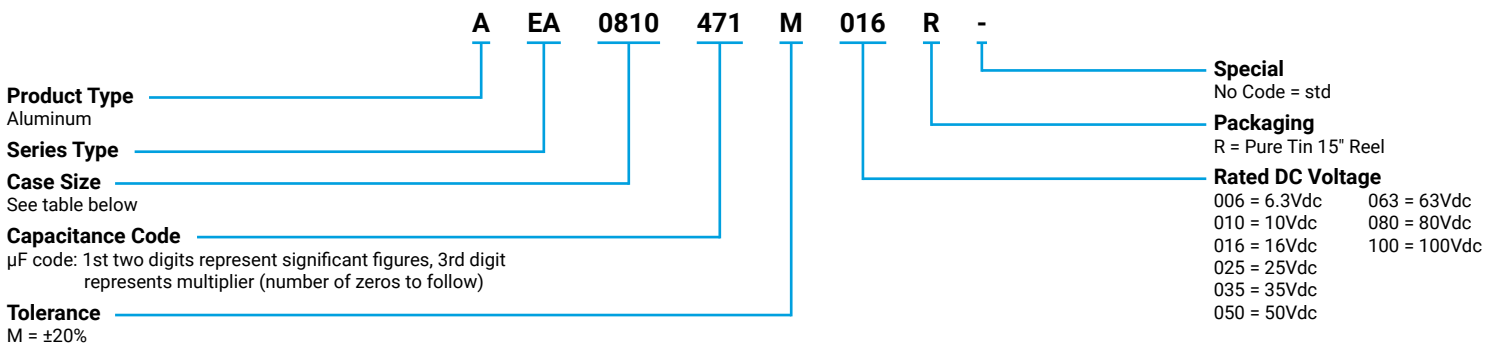 A EA 0810 471 M 016 R -
Product Type
Aluminum
Series Type
Case Size
See table below
Capacitance Code
µF code: 1st two digits represent significant figures, 3rd digit
represents multiplier (number of zeros to follow)
Tolerance
M = ±20%
Special
No Code = std
Packaging
R = Pure Tin 15" Reel
Rated DC Voltage
006 = 6.3Vdc 063 = 63Vdc
010 = 10Vdc 080 = 80Vdc
016 = 16Vdc 100 = 100Vdc
025 = 25Vdc
035 = 35Vdc
050 = 50Vdc